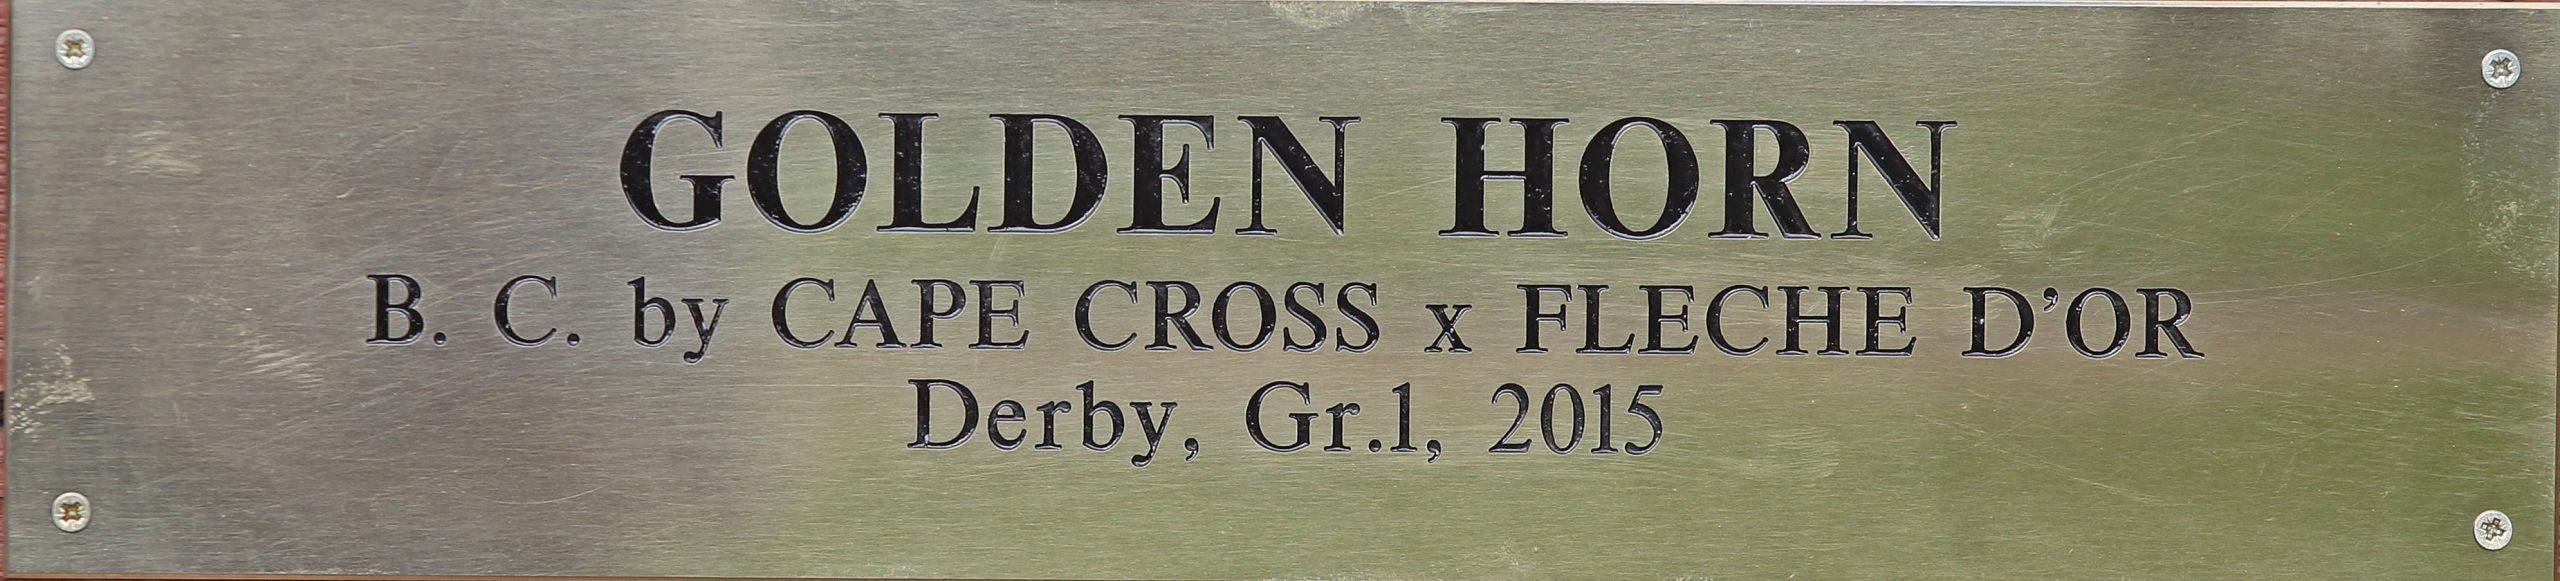 GOLDEN HORN
B. C. by CAPE CROSS x FLECHE D'OR
Derby, Gr.1, 2015